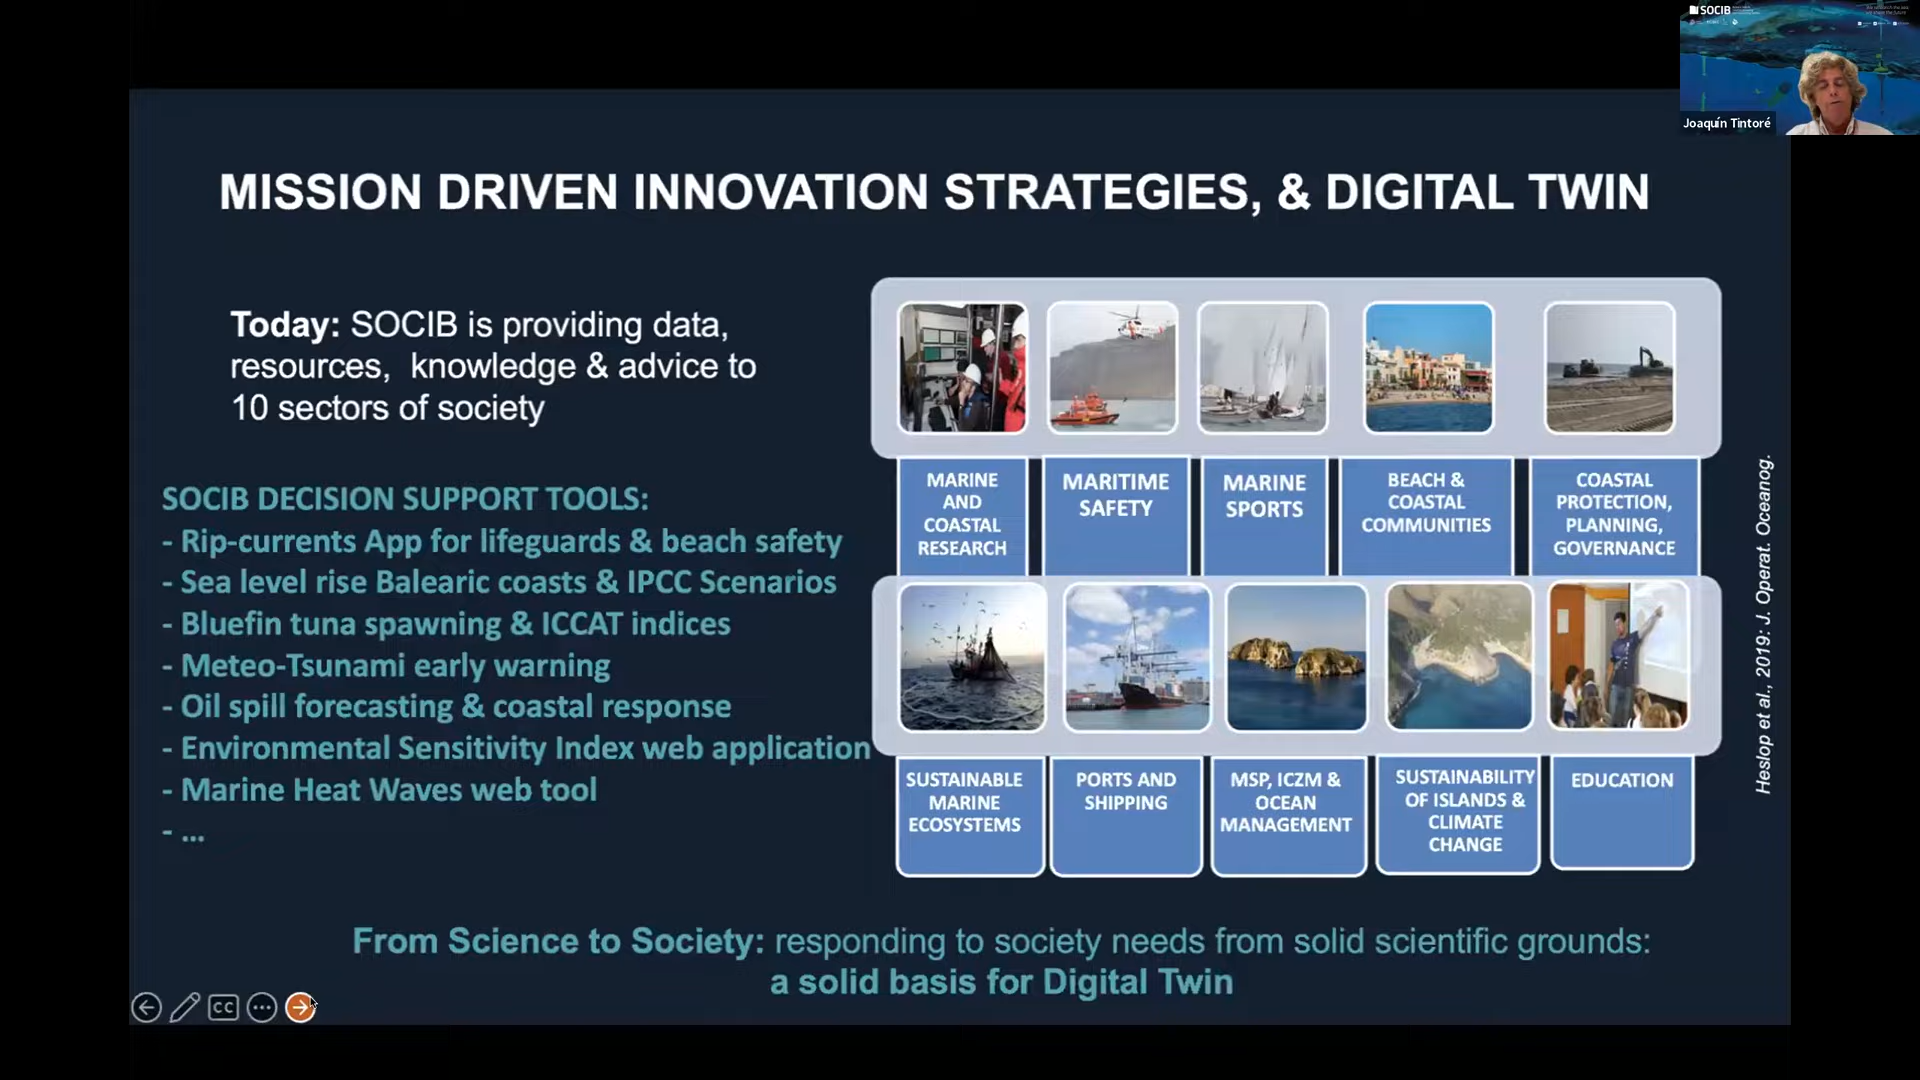 SOCIB
Joaquín Tintoré
MISSION DRIVEN INNOVATION STRATEGIES, & DIGITAL TWIN
Today: SOCIB is providing data,
resources, knowledge & advice to
10 sectors of society
SOCIB DECISION SUPPORT TOOLS:
- Rip-currents App for lifeguards & beach safety
- Sea level rise Balearic coasts & IPCC Scenarios
- Bluefin tuna spawning & ICCAT indices
- Meteo-Tsunami early warning
- Oil spill forecasting & coastal response
- Environmental Sensitivity Index web application
- Marine Heat Waves web tool
- ...
MARINE
AND
COASTAL
RESEARCH
MARITIME
SAFETY
MARINE
SPORTS
BEACH &
COASTAL
COMMUNITIES
COASTAL
PROTECTION,
PLANNING,
GOVERNANCE
SUSTAINABLE
MARINE
ECOSYSTEMS
PORTS AND
SHIPPING
MSP, ICZM &
OCEAN
MANAGEMENT
SUSTAINABILITY
OF ISLANDS &
CLIMATE
CHANGE
EDUCATION
Heslop et al., 2019: J. Operat. Oceanog.
From Science to Society: responding to society needs from solid scientific grounds:
a solid basis for Digital Twin
CC